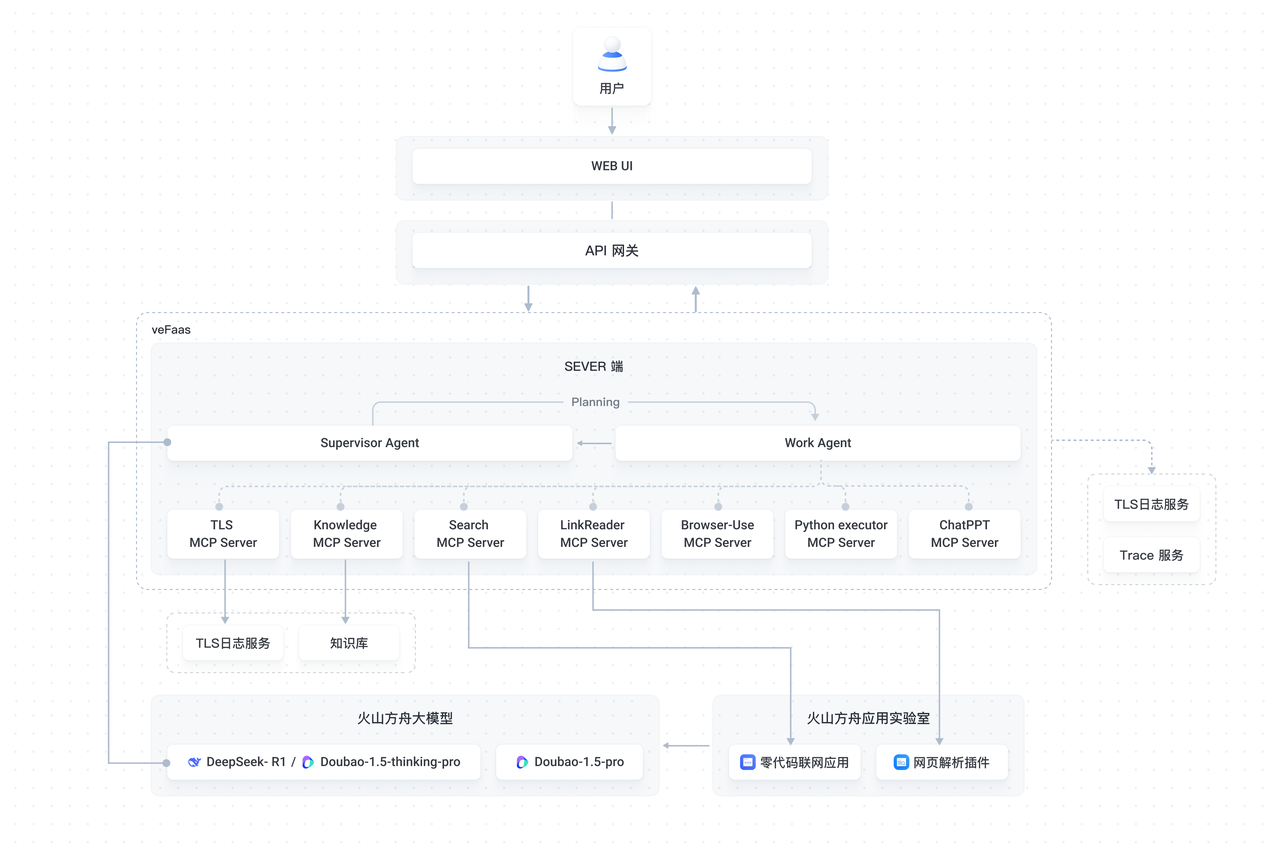 用户
WEB UI
API 网关
veFaas
SEVER 端
Planning
Supervisor Agent
Work Agent
TLS
MCP Server
Knowledge
MCP Server
Search
MCP Server
LinkReader
MCP Server
Browser-Use
MCP Server
Python executor
MCP Server
ChatPPT
MCP Server
TLS日志服务
Trace 服务
TLS日志服务
知识库
火山方舟大模型
DeepSeek- R1 / Doubao-1.5-thinking-pro
Doubao-1.5-pro
火山方舟应用实验室
零代码联网应用
网页解析插件